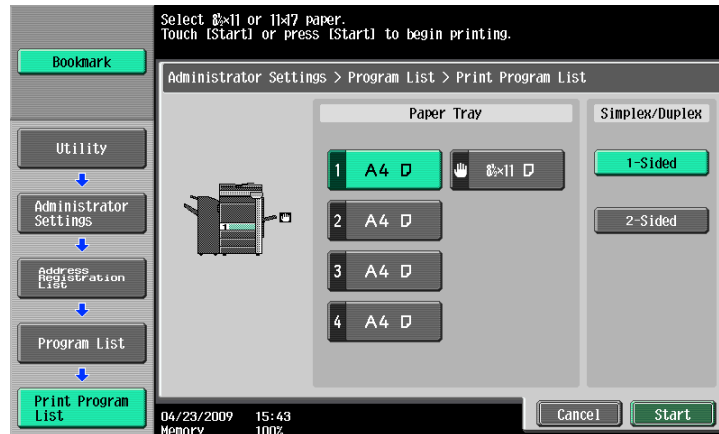 Select 8½×11 or 11×17 paper.
Touch [Start] or press [Start] to begin printing.
Bookmark
Administrator Settings > Program List > Print Program List
Paper Tray
Simplex/Duplex
Utility
Administrator
Settings
Address
Registration
List
Program List
Print Program
List
1 A4
8½×11
2 A4
3 A4
4 A4
1
1-Sided
2-Sided
04/23/2009 15:43
Memory 100%
Cancel
Start